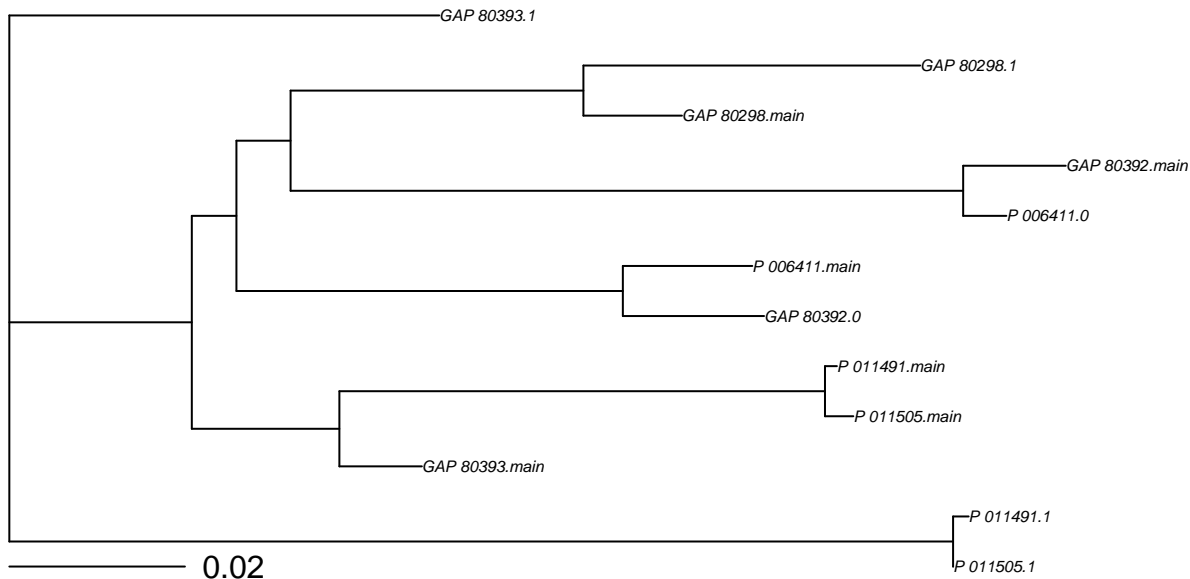 GAP 80393.1
GAP 80298.1
GAP 80298.main
GAP 80392.main
P 006411.0
P 006411.main
GAP 80392.0
P 011491.main
P 011505.main
GAP 80393.main
P 011491.1
P 011505.1
0.02